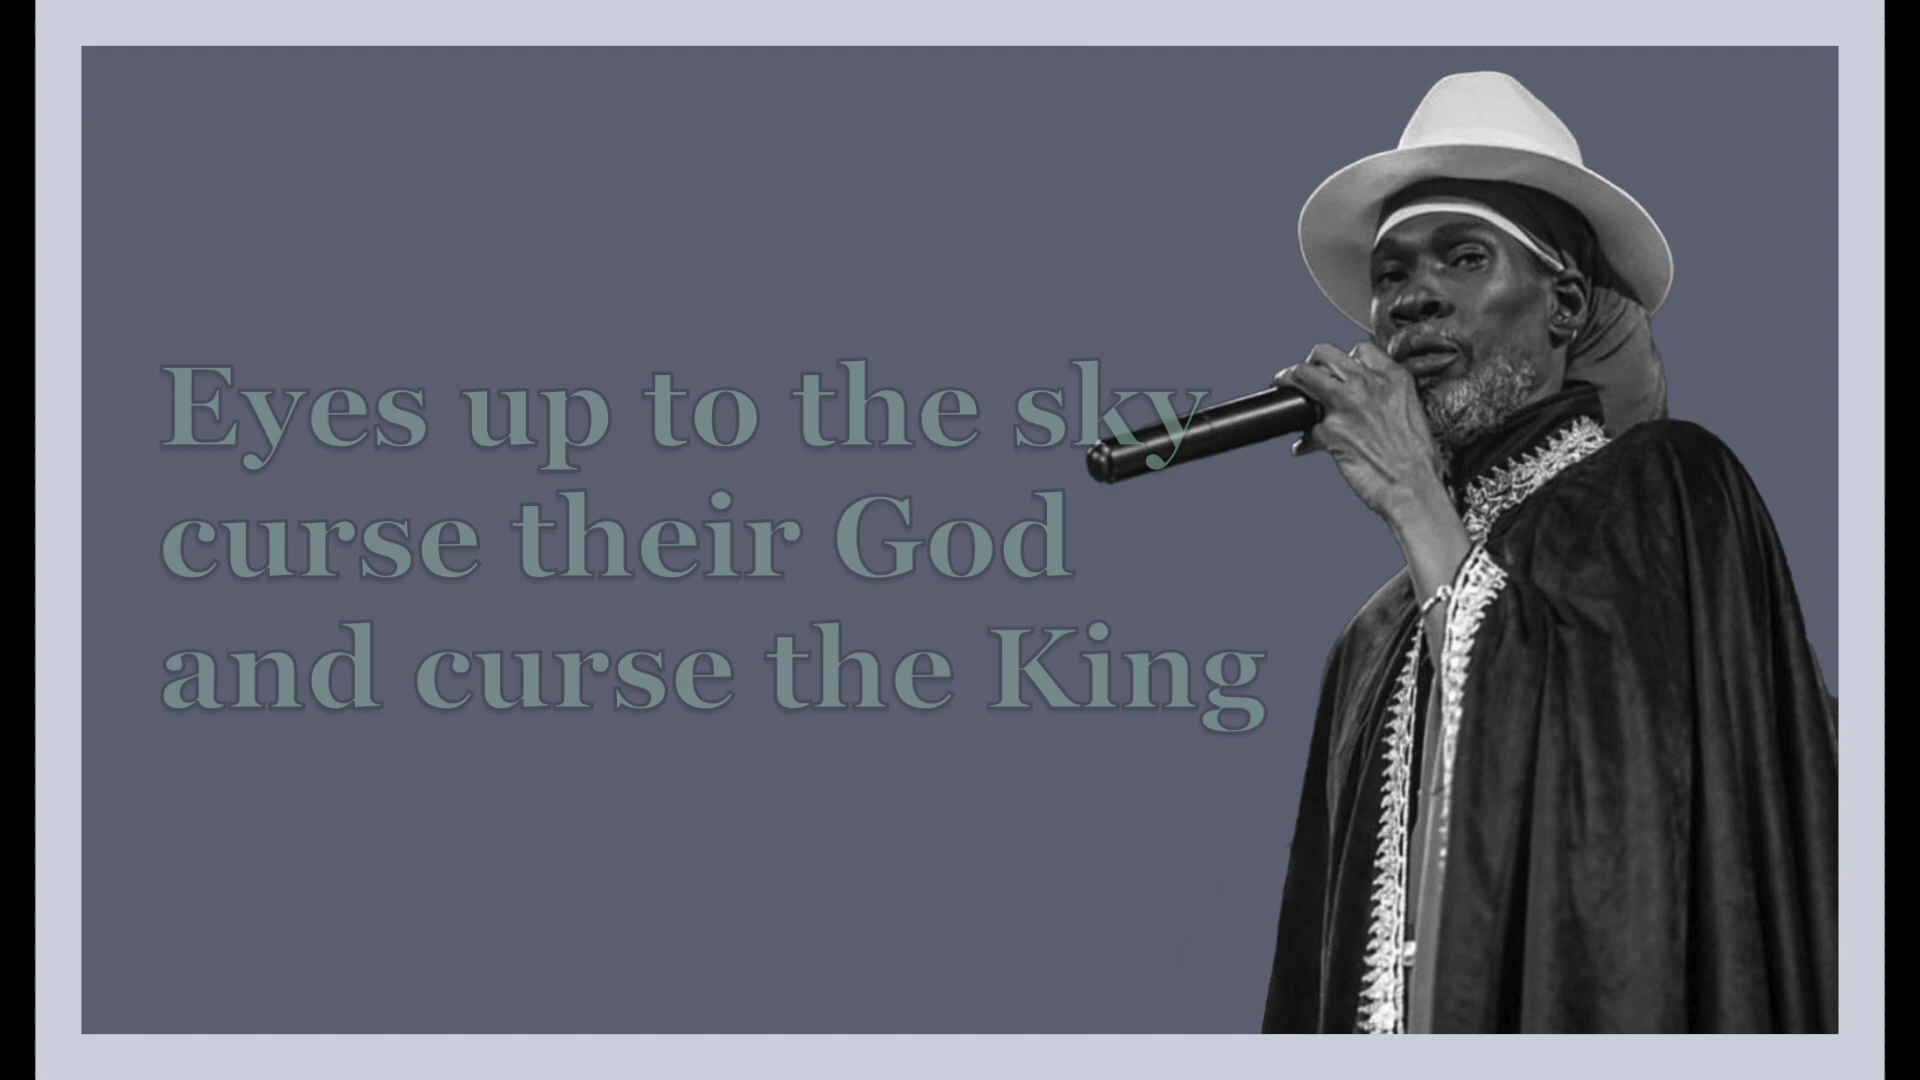 Eyes up to the sky
curse their God
and curse the King